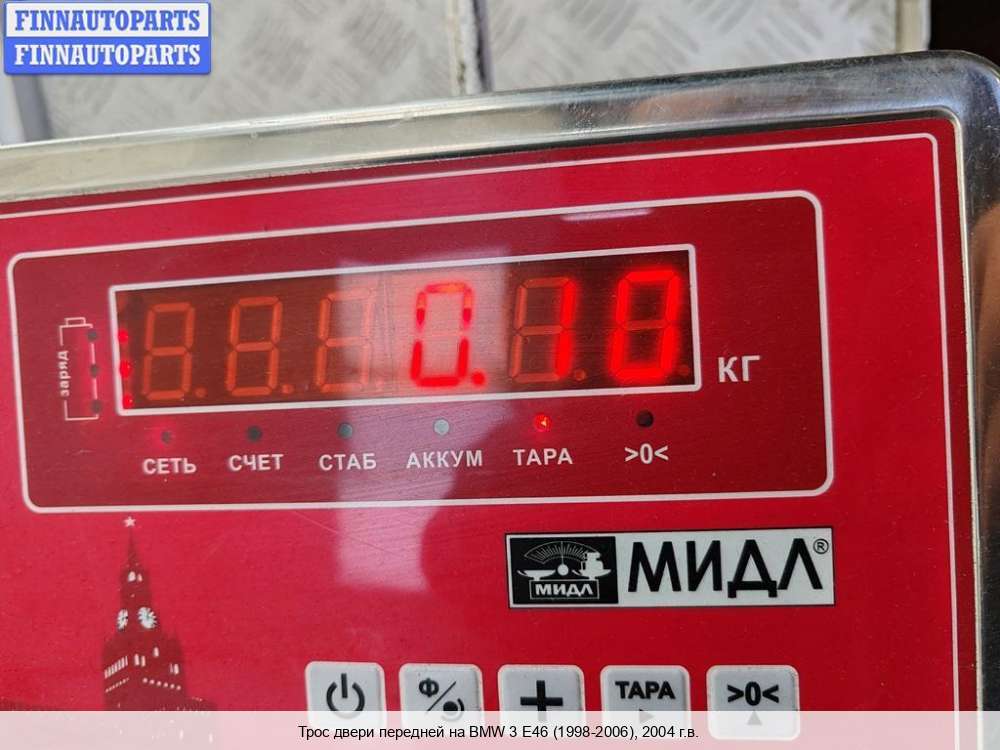 FINNAUTOPARTS
FINNAUTOPARTS
заряд
0.10
КГ
СЕТЬ СЧЕТ СТАБ АККУМ ТАРА >0<
МИДЛ
МИДЛ®
Ф
ТАРА
>0<
Трос двери передней на BMW 3 E46 (1998-2006), 2004 г.в.